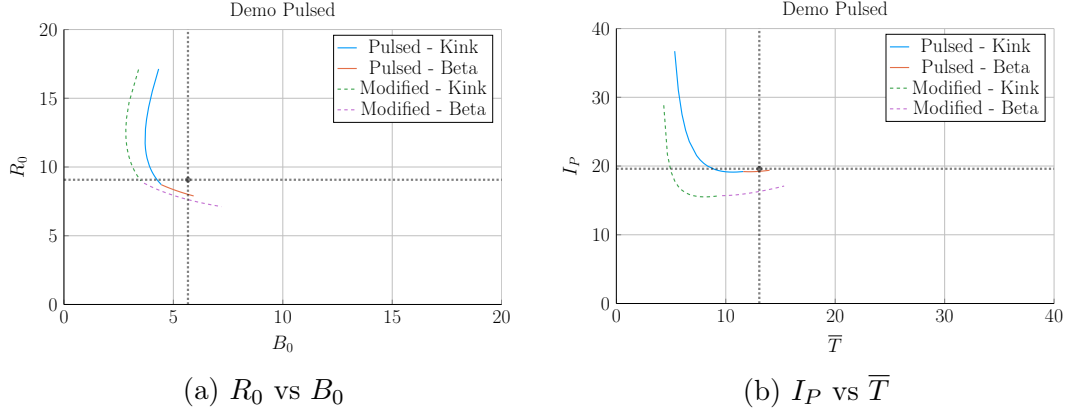 Demo Pulsed
20
15
10
5
0
R₀
0
5
10
15
20
B₀
Pulsed - Kink
Pulsed - Beta
Modified - Kink
Modified - Beta
(a) R₀ vs B₀
Demo Pulsed
40
30
20
10
0
I_P
0
10
20
30
40
T̅
Pulsed - Kink
Pulsed - Beta
Modified - Kink
Modified - Beta
(b) I_P vs T̅